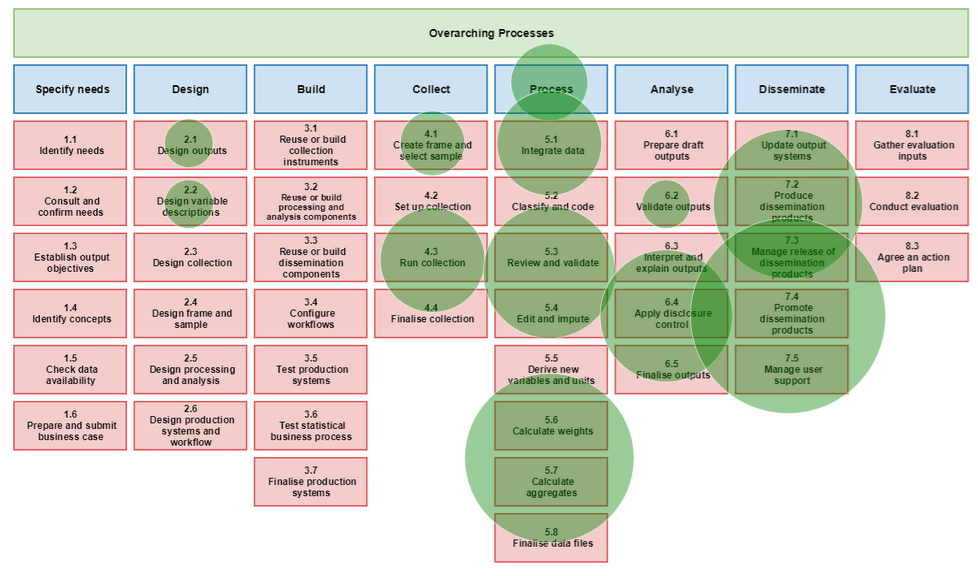 Overarching Processes
Specify needs
Design
Build
Collect
Process
Analyse
Disseminate
Evaluate
1.1
Identify needs
1.2
Consult and
confirm needs
1.3
Establish output
objectives
1.4
Identify concepts
1.5
Check data
availability
1.6
Prepare and submit
business case
2.1
Design outputs
2.2
Design variable
descriptions
2.3
Design collection
2.4
Design frame and
sample
2.5
Design processing
and analysis
2.6
Design production
systems and
workflow
3.1
Reuse or build
collection
instruments
3.2
Reuse or build
processing and
analysis components
3.3
Reuse or build
dissemination
components
3.4
Configure
workflows
3.5
Test production
systems
3.6
Test statistical
business process
3.7
Finalise production
systems
4.1
Create frame and
select sample
4.2
Set up collection
4.3
Run collection
4.4
Finalise collection
5.1
Integrate data
5.2
Classify and code
5.3
Review and validate
5.4
Edit and impute
5.5
Derive new
variables and units
5.6
Calculate weights
5.7
Calculate
aggregates
5.8
Finalise data files
6.1
Prepare draft
outputs
6.2
Validate outputs
6.3
Interpret and
explain outputs
6.4
Apply disclosure
control
6.5
Finalise outputs
7.1
Update output
systems
7.2
Produce
dissemination
products
7.3
Manage release of
dissemination
products
7.4
Promote
dissemination
products
7.5
Manage user
support
8.1
Gather evaluation
inputs
8.2
Conduct evaluation
8.3
Agree an action
plan